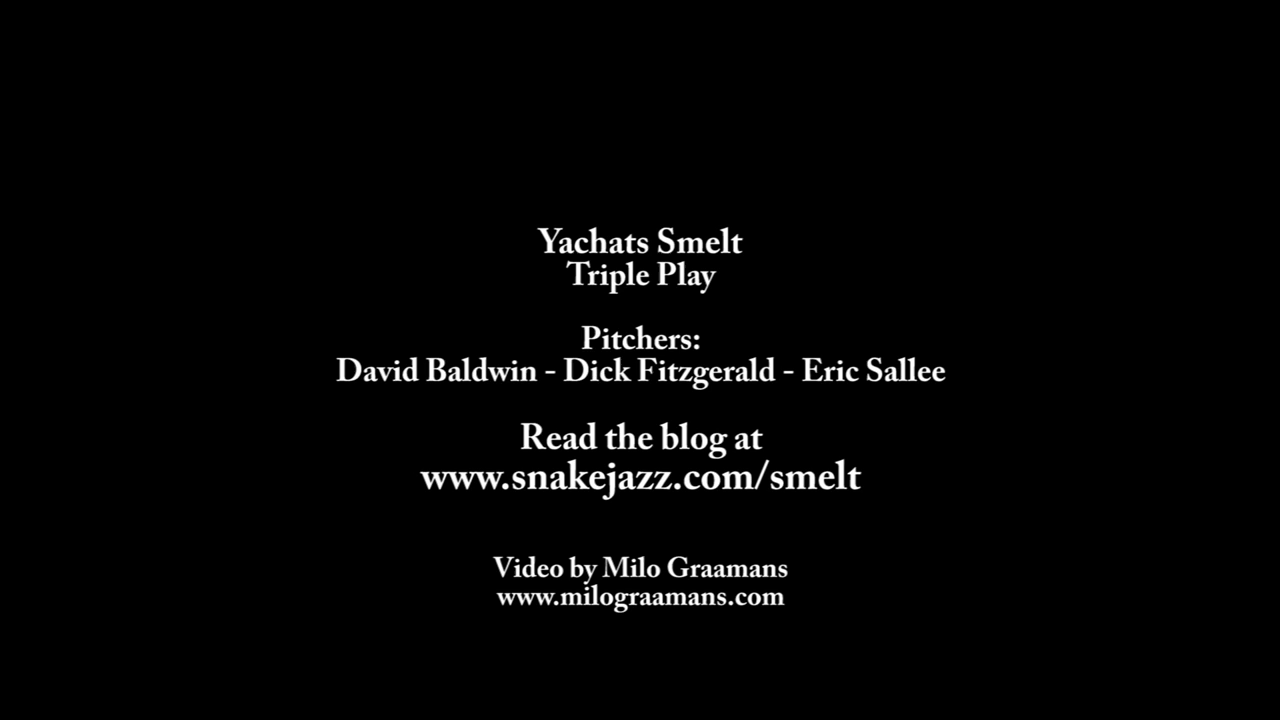 Yachats Smelt
Triple Play
Pitchers:
David Baldwin - Dick Fitzgerald - Eric Sallee
Read the blog at
www.snakejazz.com/smelt
Video by Milo Graamans
www.milograamans.com